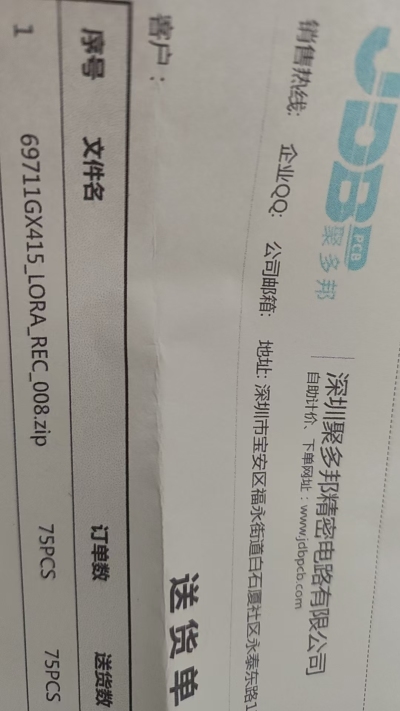 JDB PCB
聚多邦
深圳聚多邦精密电路有限公司
自助计价、下单网址：www.jdbpcb.com
销售热线:
企业QQ:
公司邮箱:
地址: 深圳市宝安区福永街道白石厦社区永泰东路1
送货单
客户：
序号 文件名 订单数 送货数
1 69711GX415_LORA_REC_008.zip 75PCS 75PCS